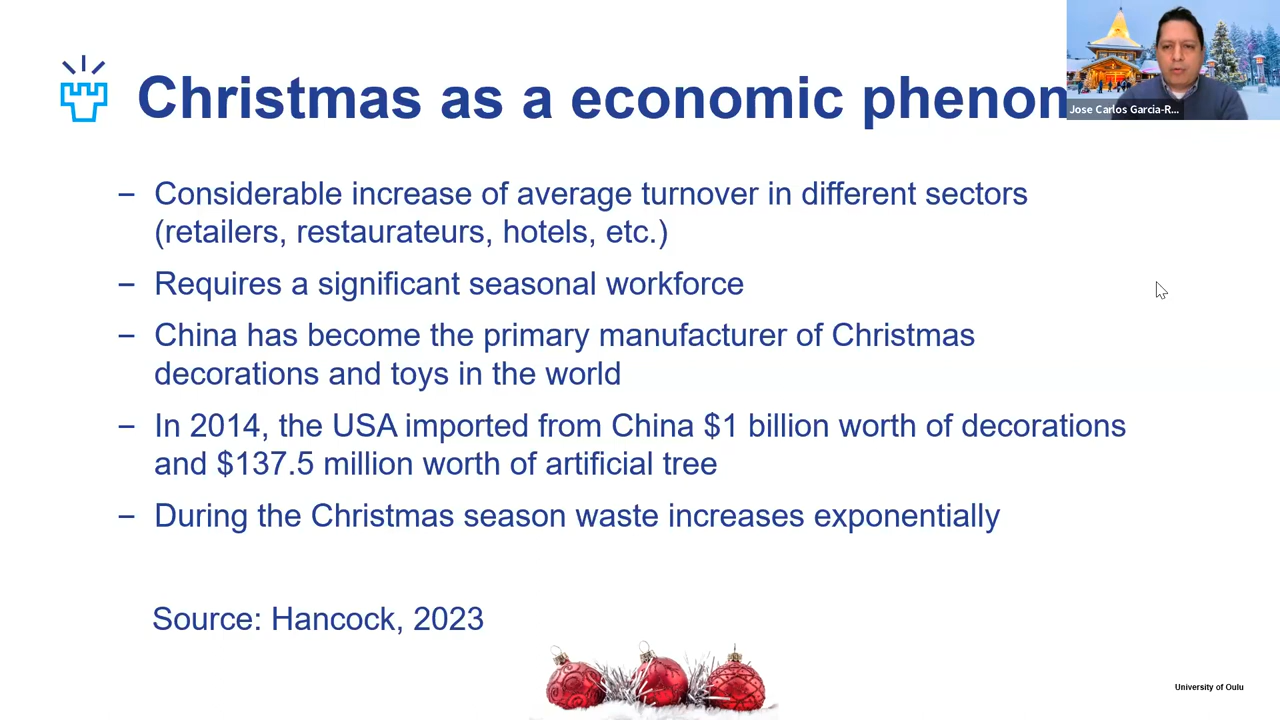 Christmas as a economic phenom
Jose Carlos Garcia-R...
– Considerable increase of average turnover in different sectors
(retailers, restaurateurs, hotels, etc.)
– Requires a significant seasonal workforce
– China has become the primary manufacturer of Christmas
decorations and toys in the world
– In 2014, the USA imported from China $1 billion worth of decorations
and $137.5 million worth of artificial tree
– During the Christmas season waste increases exponentially
Source: Hancock, 2023
University of Oulu